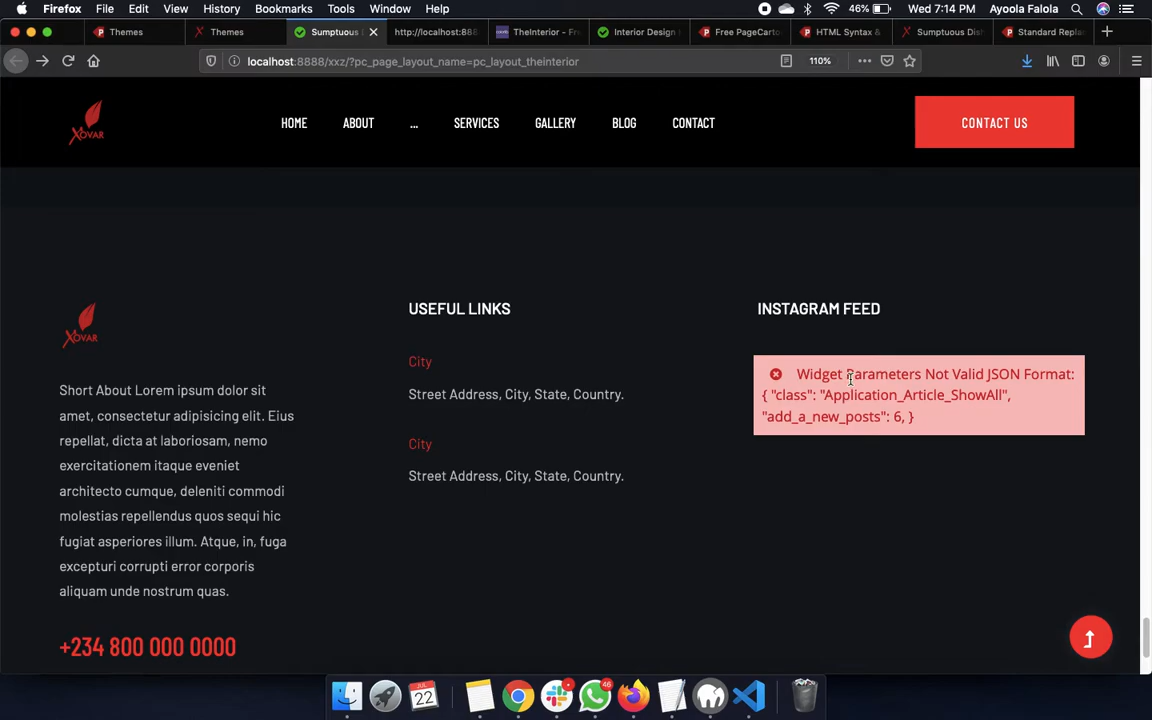 Firefox File Edit View History Bookmarks Tools Window Help 46% Wed 7:14 PM Ayoola Falola
Themes Themes Sumptuous http://localhost:888 TheInterior - Fre Interior Design Free PageCarto HTML Syntax & Sumptuous Dis Standard Repla
localhost:8888/xxz/?pc_page_layout_name=pc_layout_theinterior 110%
XOVAR
HOME ABOUT ... SERVICES GALLERY BLOG CONTACT
CONTACT US
XOVAR
Short About Lorem ipsum dolor sit
amet, consectetur adipisicing elit. Eius
repellat, dicta at laboriosam, nemo
exercitationem itaque eveniet
architecto cumque, deleniti commodi
molestias repellendus quos sequi hic
fugiat asperiores illum. Atque, in, fuga
excepturi corrupti error corporis
aliquam unde nostrum quas.
+234 800 000 0000
USEFUL LINKS
City
Street Address, City, State, Country.
City
Street Address, City, State, Country.
INSTAGRAM FEED
Widget Parameters Not Valid JSON Format:
{ "class": "Application_Article_ShowAll",
"add_a_new_posts": 6, }
JUL
22
46